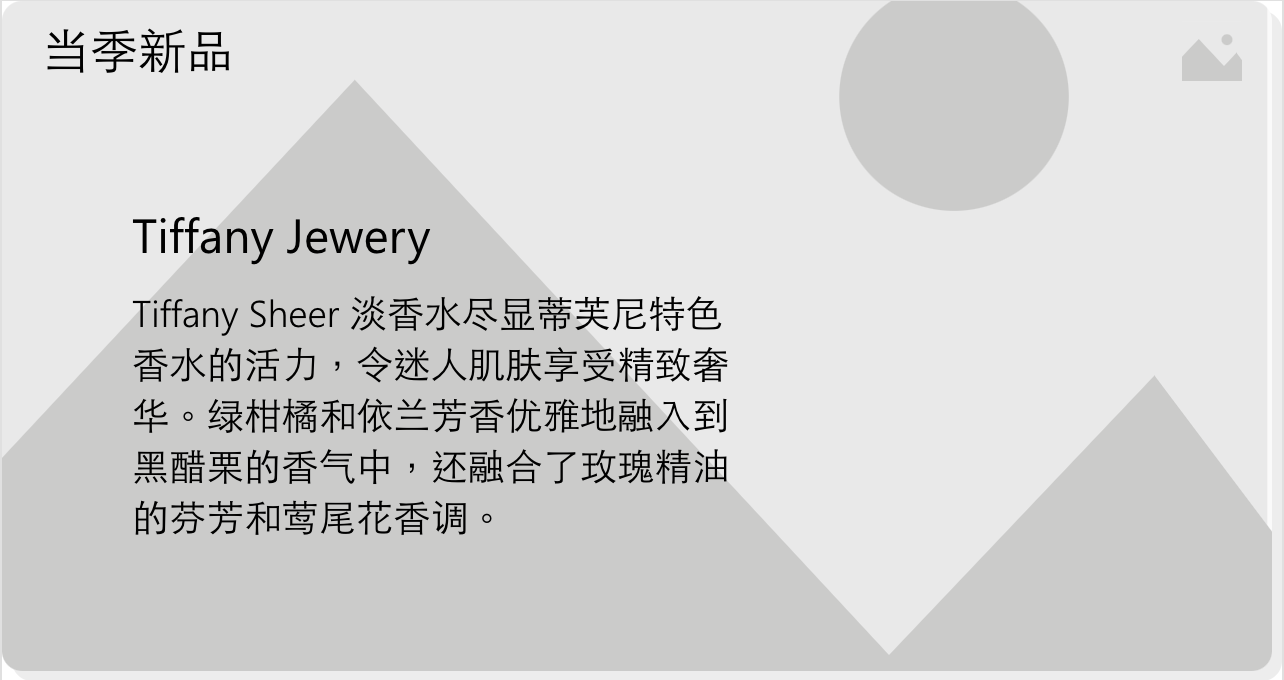 当季新品
Tiffany Jewery
Tiffany Sheer 淡香水尽显蒂芙尼特色
香水的活力，令迷人肌肤享受精致奢
华。绿柑橘和依兰芳香优雅地融入到
黑醋栗的香气中，还融合了玫瑰精油
的芬芳和鸢尾花香调。